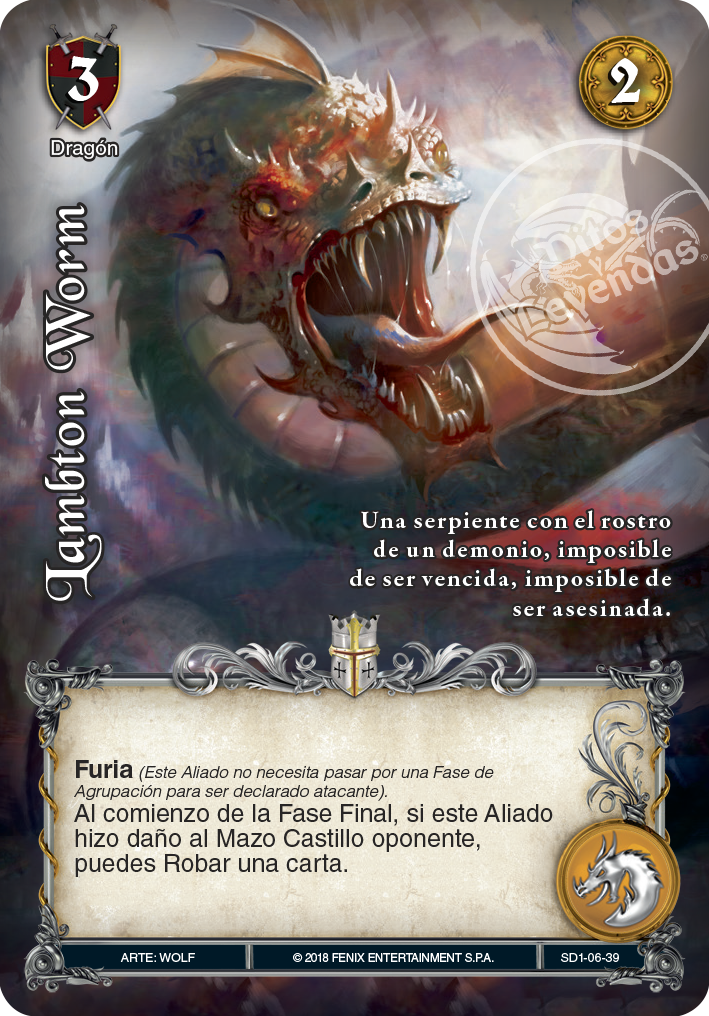 3
2
Dragón
Lambton Worm
Mitos
y
Leyendas®
Una serpiente con el rostro
de un demonio, imposible
de ser vencida, imposible de
ser asesinada.
Furia (Este Aliado no necesita pasar por una Fase de
Agrupación para ser declarado atacante).
Al comienzo de la Fase Final, si este Aliado
hizo daño al Mazo Castillo oponente,
puedes Robar una carta.
ARTE: WOLF
© 2018 FENIX ENTERTAINMENT S.P.A.
SD1-06-39